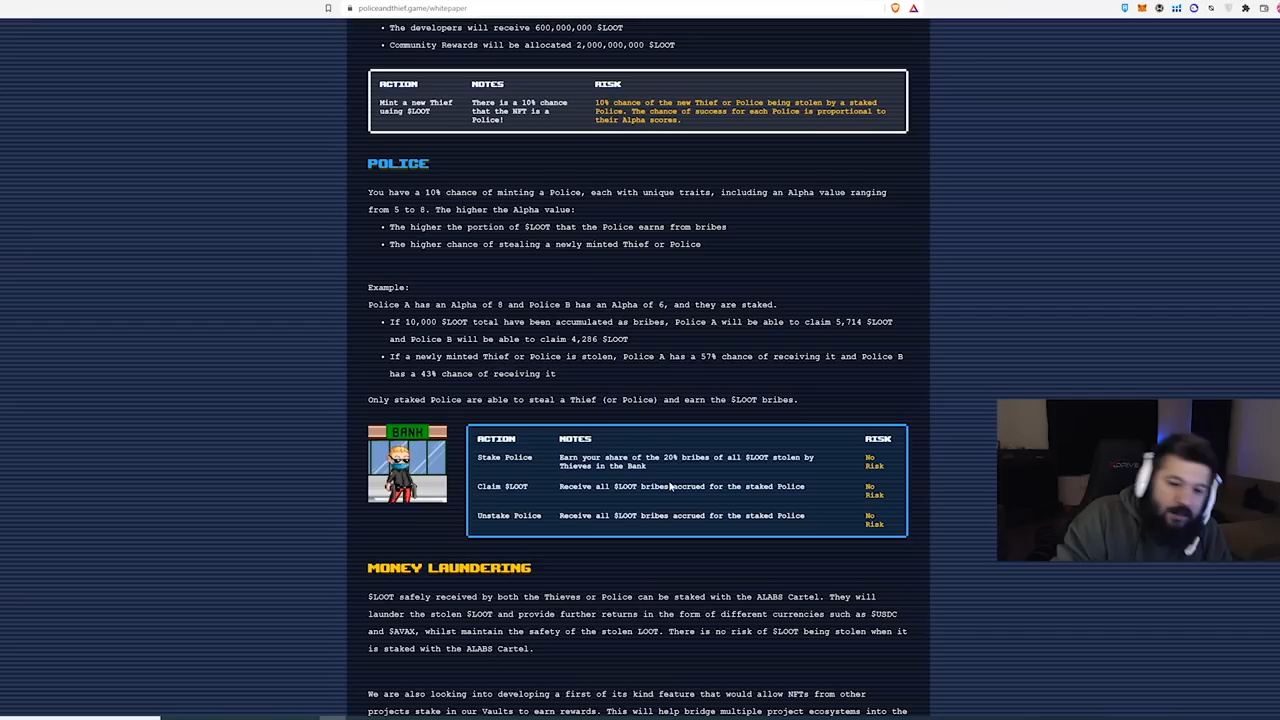 policeandthief.game/whitepaper
• The developers will receive 600,000,000 $LOOT
• Community Rewards will be allocated 2,000,000,000 $LOOT
ACTION NOTES RISK
Mint a new Thief There is a 10% chance 10% chance of the new Thief or Police being stolen by a staked
using $LOOT that the NFT is a Police. The chance of success for each Police is proportional to
Police! their Alpha scores.
POLICE
You have a 10% chance of minting a Police, each with unique traits, including an Alpha value ranging
from 5 to 8. The higher the Alpha value:
• The higher the portion of $LOOT that the Police earns from bribes
• The higher chance of stealing a newly minted Thief or Police
Example:
Police A has an Alpha of 8 and Police B has an Alpha of 6, and they are staked.
• If 10,000 $LOOT total have been accumulated as bribes, Police A will be able to claim 5,714 $LOOT
and Police B will be able to claim 4,286 $LOOT
• If a newly minted Thief or Police is stolen, Police A has a 57% chance of receiving it and Police B
has a 43% chance of receiving it
Only staked Police are able to steal a Thief (or Police) and earn the $LOOT bribes.
BANK
ACTION NOTES RISK
Stake Police Earn your share of the 20% bribes of all $LOOT stolen by No
Thieves in the Bank Risk
Claim $LOOT Receive all $LOOT bribes accrued for the staked Police No
Risk
Unstake Police Receive all $LOOT bribes accrued for the staked Police No
Risk
MONEY LAUNDERING
$LOOT safely received by both the Thieves or Police can be staked with the ALABS Cartel. They will
launder the stolen $LOOT and provide further returns in the form of different currencies such as $USDC
and $AVAX, whilst maintain the safety of the stolen LOOT. There is no risk of $LOOT being stolen when it
is staked with the ALABS Cartel.
We are also looking into developing a first of its kind feature that would allow NFTs from other
projects stake in our Vaults to earn rewards. This will help bridge multiple project ecosystems into the